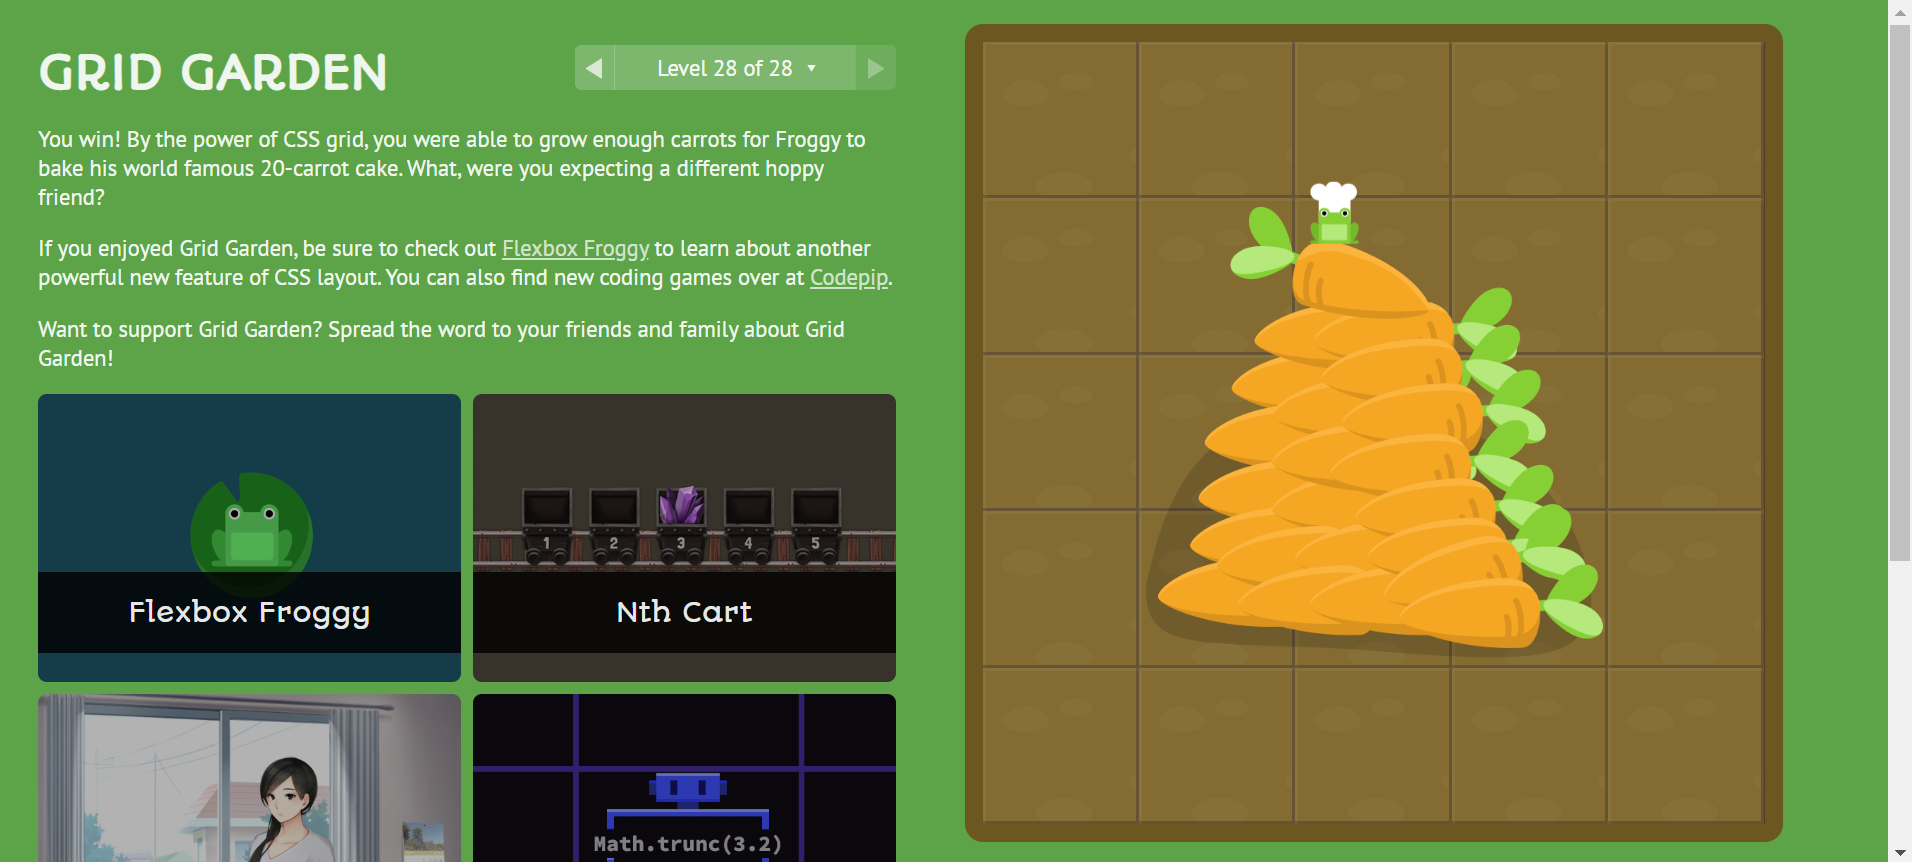 GRID GARDEN
Level 28 of 28
You win! By the power of CSS grid, you were able to grow enough carrots for Froggy to
bake his world famous 20-carrot cake. What, were you expecting a different hoppy
friend?
If you enjoyed Grid Garden, be sure to check out Flexbox Froggy to learn about another
powerful new feature of CSS layout. You can also find new coding games over at Codepip.
Want to support Grid Garden? Spread the word to your friends and family about Grid
Garden!
1 2 3 4 5
Flexbox Froggy
Nth Cart
Math.trunc(3.2)